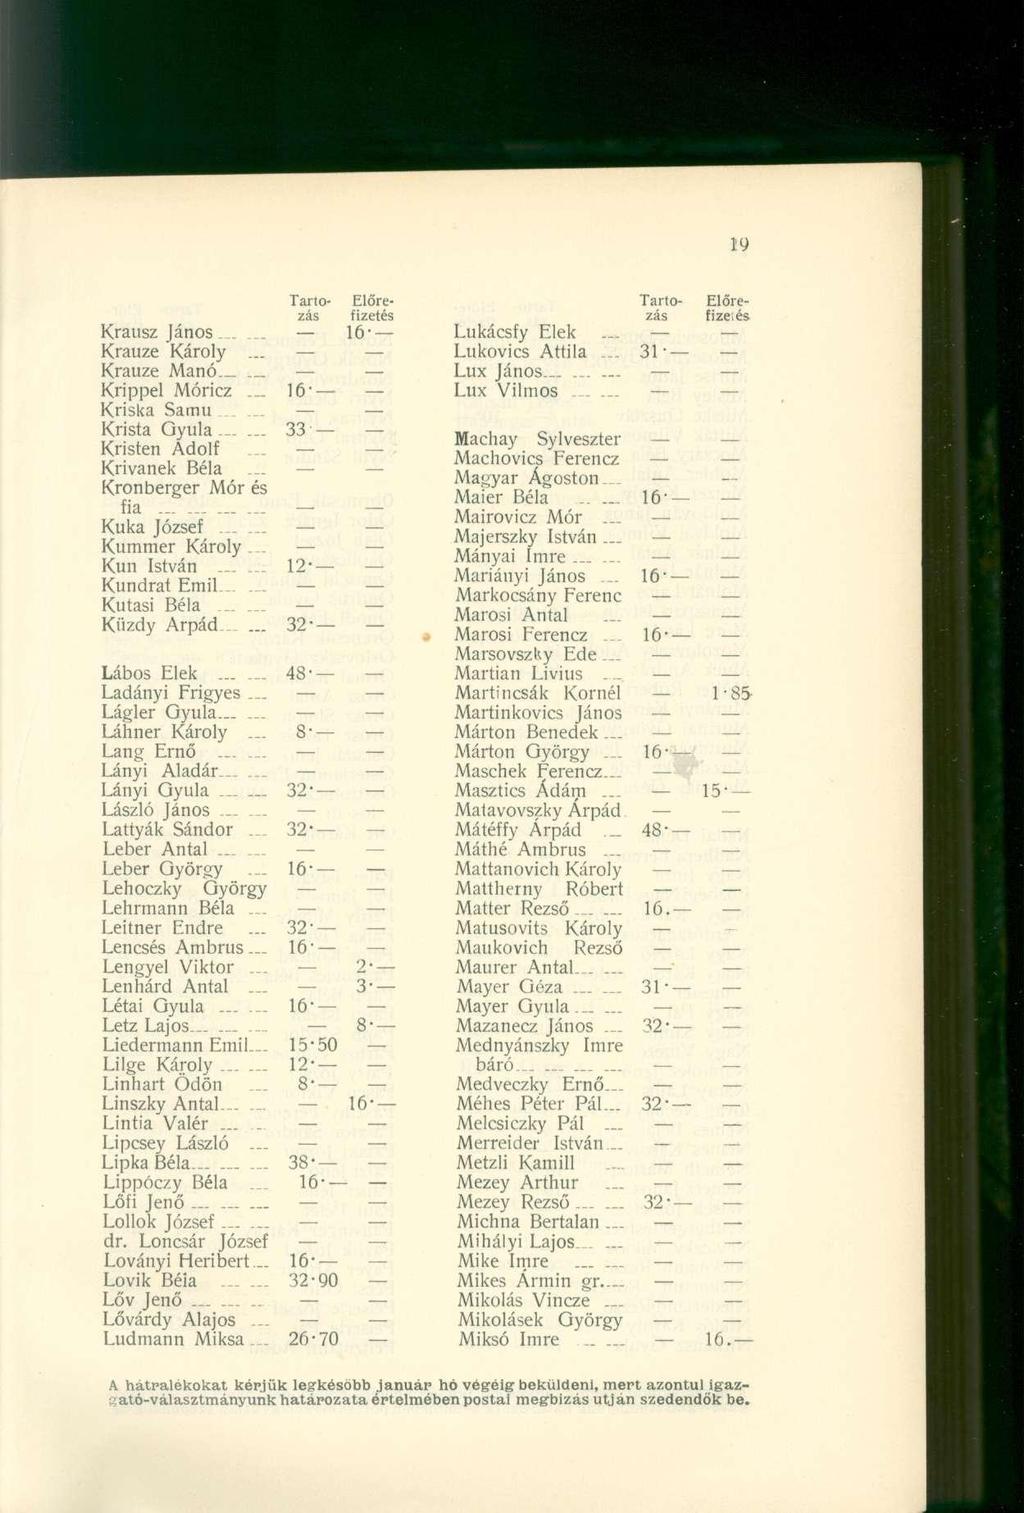 19
Tarto- Előre-
zás fizetés
Krausz János — 16·—
Krauze Károly — —
Krauze Manó — —
Krippel Móricz 16·— —
Kriska Samu — —
Krista Gyula 33·— —
Kristen Adolf — —
Krivanek Béla — —
Kronberger Mór és
fia — —
Kuka József — —
Kummer Károly — —
Kun István 12·— —
Kundrat Emil — —
Kutasi Béla — —
Küzdy Árpád 32·— —
Lábos Elek 48·— —
Ladányi Frigyes — —
Lágler Gyula — —
Láhner Károly 8·— —
Lang Ernő — —
Lányi Aladár — —
Lányi Gyula 32·— —
László János — —
Lattyák Sándor 32·— —
Leber Antal — —
Leber György 16·— —
Lehoczky György — —
Lehrmann Béla — —
Leitner Endre 32·— —
Lencsés Ambrus 16·— —
Lengyel Viktor — 2·—
Lenhárd Antal — 3·—
Létai Gyula 16·— —
Letz Lajos — 8·—
Liedermann Emil 15·50 —
Lilge Károly 12·— —
Linhart Ödön 8·— —
Linszky Antal — 16·—
Lintia Valér — —
Lipcsey László — —
Lipka Béla 38·— —
Lippóczy Béla 16·— —
Lőfi Jenő — —
Lollok József — —
dr. Loncsár József — —
Loványi Heribert 16·— —
Lovik Béla 32·90 —
Lőv Jenő — —
Lővárdy Alajos — —
Ludmann Miksa 26·70 —
Tarto- Előre-
zás fizetés
Lukácsfy Elek — —
Lukovics Attila 31·— —
Lux János — —
Lux Vilmos — —
Machay Sylveszter — —
Machovics Ferencz — —
Magyar Ágoston — —
Maier Béla 16·— —
Mairovicz Mór — —
Majerszky István — —
Mányai Imre — —
Mariányi János 16·— —
Markocsány Ferenc — —
Marosi Antal — —
Marosi Ferencz 16·— —
Marsovszky Ede — —
Martian Livius — —
Martincsák Kornél — 1·85
Martinkovics János — —
Márton Benedek — —
Márton György 16·— —
Maschek Ferencz — —
Masztics Ádám — 15·—
Matavovszky Árpád — —
Mátéffy Árpád 48·— —
Máthé Ambrus — —
Mattanovich Károly — —
Mattherny Róbert — —
Matter Rezső 16.— —
Matusovits Károly — —
Maukovich Rezső — —
Maurer Antal — —
Mayer Géza 31·— —
Mayer Gyula — —
Mazanecz János 32·— —
Mednyánszky Imre
báró — —
Medveczky Ernő — —
Méhes Péter Pál 32·— —
Melcsiczky Pál — —
Merreider István — —
Metzli Kamill — —
Mezey Arthur — —
Mezey Rezső 32·— —
Michna Bertalan — —
Mihályi Lajos — —
Mike Imre — —
Mikes Ármin gr. — —
Mikolás Vincze — —
Mikolásek György — —
Miksó Imre — 16.—
A hátralékokat kérjük legkésőbb január hó végéig beküldeni, mert azontul igaz-
gató-választmányunk határozata értelmében postai megbizás utján szedendők be.